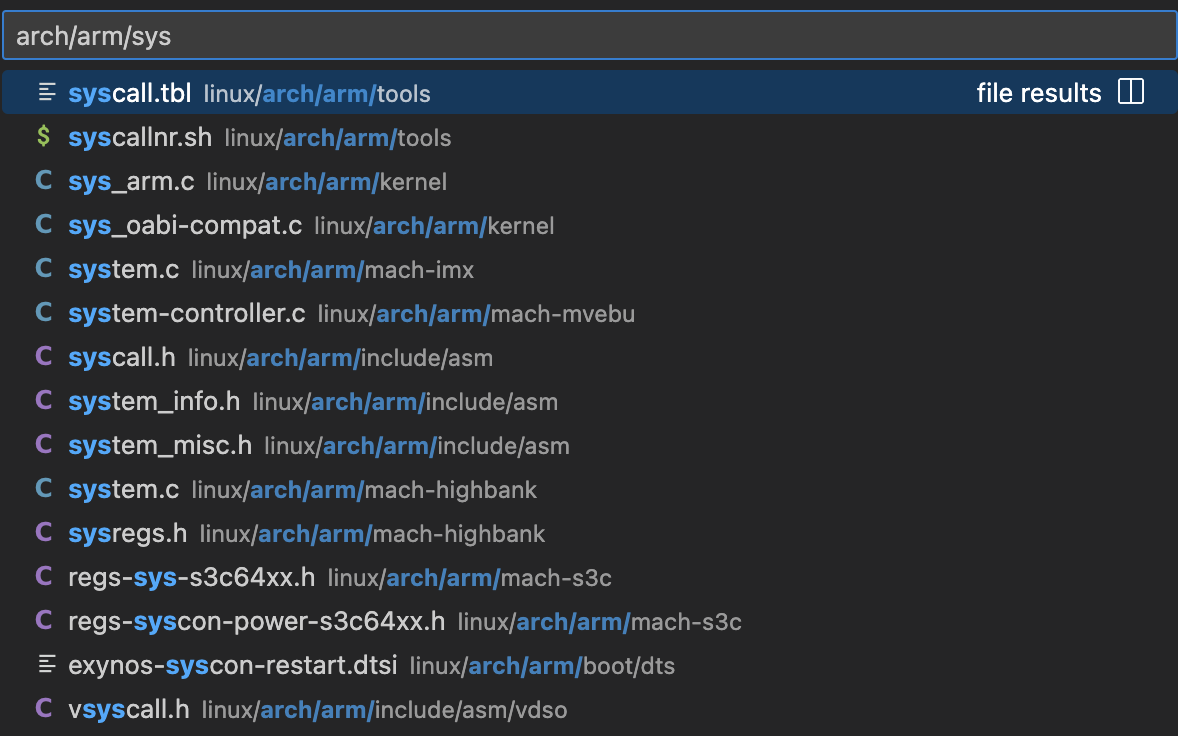 arch/arm/sys
syscall.tbl linux/arch/arm/tools file results
$ syscallnr.sh linux/arch/arm/tools
C sys_arm.c linux/arch/arm/kernel
C sys_oabi-compat.c linux/arch/arm/kernel
C system.c linux/arch/arm/mach-imx
C system-controller.c linux/arch/arm/mach-mvebu
C syscall.h linux/arch/arm/include/asm
C system_info.h linux/arch/arm/include/asm
C system_misc.h linux/arch/arm/include/asm
C system.c linux/arch/arm/mach-highbank
C sysregs.h linux/arch/arm/mach-highbank
C regs-sys-s3c64xx.h linux/arch/arm/mach-s3c
C regs-syscon-power-s3c64xx.h linux/arch/arm/mach-s3c
exynos-syscon-restart.dtsi linux/arch/arm/boot/dts
C vsyscall.h linux/arch/arm/include/asm/vdso